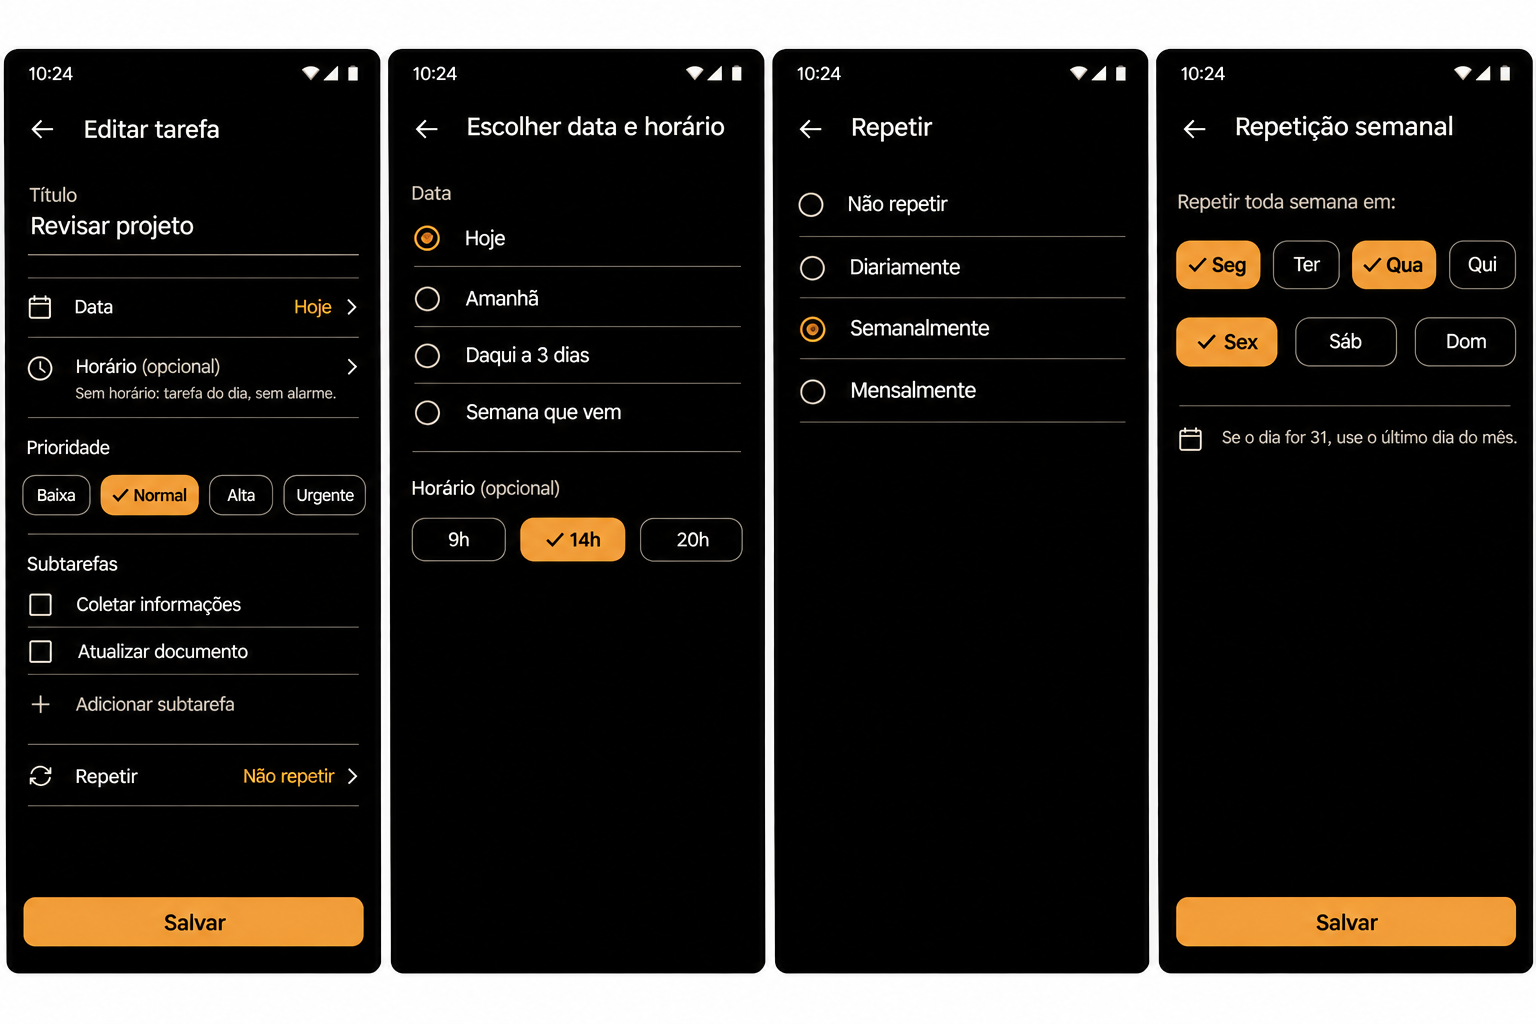 10:24
Editar tarefa
Título
Revisar projeto
Data Hoje
Horário (opcional)
Sem horário: tarefa do dia, sem alarme.
Prioridade
Baixa Normal Alta Urgente
Subtarefas
Coletar informações
Atualizar documento
Adicionar subtarefa
Repetir Não repetir
Salvar
10:24
Escolher data e horário
Data
Hoje
Amanhã
Daqui a 3 dias
Semana que vem
Horário (opcional)
9h 14h 20h
10:24
Repetir
Não repetir
Diariamente
Semanalmente
Mensalmente
10:24
Repetição semanal
Repetir toda semana em:
Seg Ter Qua Qui
Sex Sáb Dom
Se o dia for 31, use o último dia do mês.
Salvar